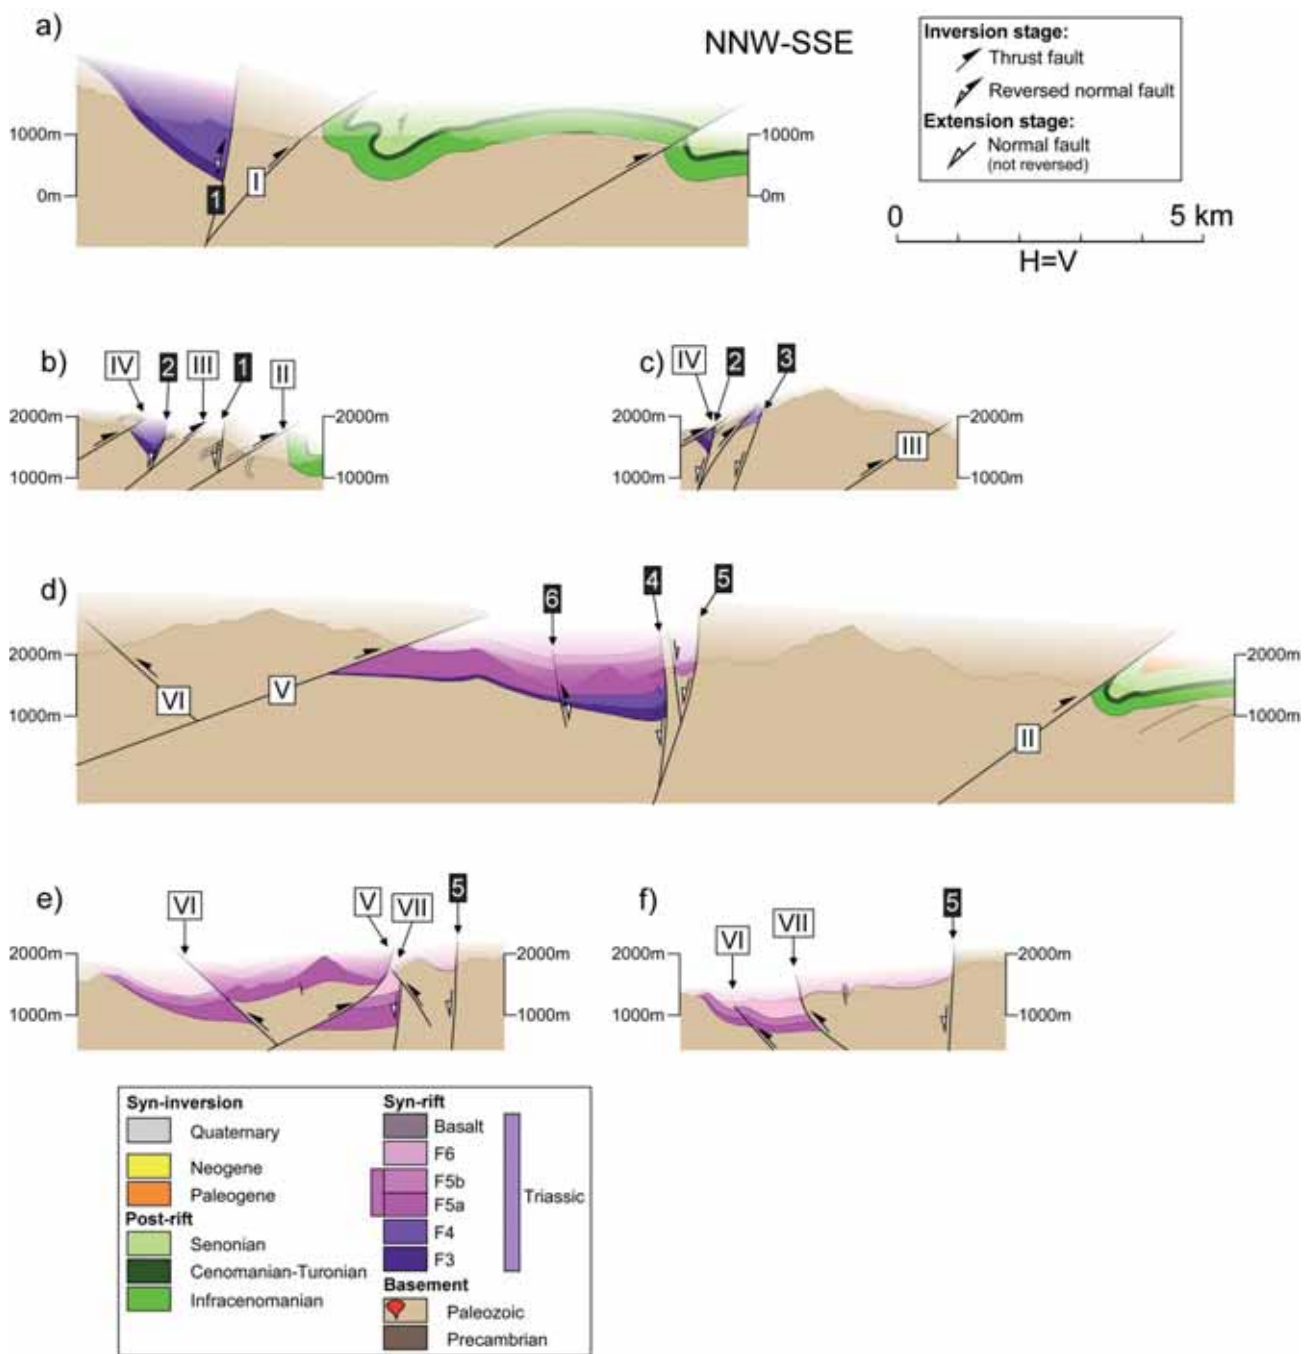 a)
NNW-SSE
Inversion stage:
Thrust fault
Reversed normal fault
Extension stage:
Normal fault
(not reversed)
1000m
1000m
0m
0m
1
I
0
5 km
H=V
b)
IV
2
III
1
II
2000m
2000m
1000m
1000m
c)
IV
2
3
2000m
2000m
III
1000m
1000m
d)
6
4
5
2000m
2000m
VI
V
1000m
1000m
II
e)
VI
V
VII
5
2000m
2000m
1000m
1000m
f)
VI
VII
5
2000m
2000m
1000m
1000m
Syn-inversion
Quaternary
Neogene
Paleogene
Post-rift
Senonian
Cenomanian-Turonian
Infracenomanian
Syn-rift
Basalt
F6
F5b
F5a
F4
F3
Triassic
Basement
Paleozoic
Precambrian